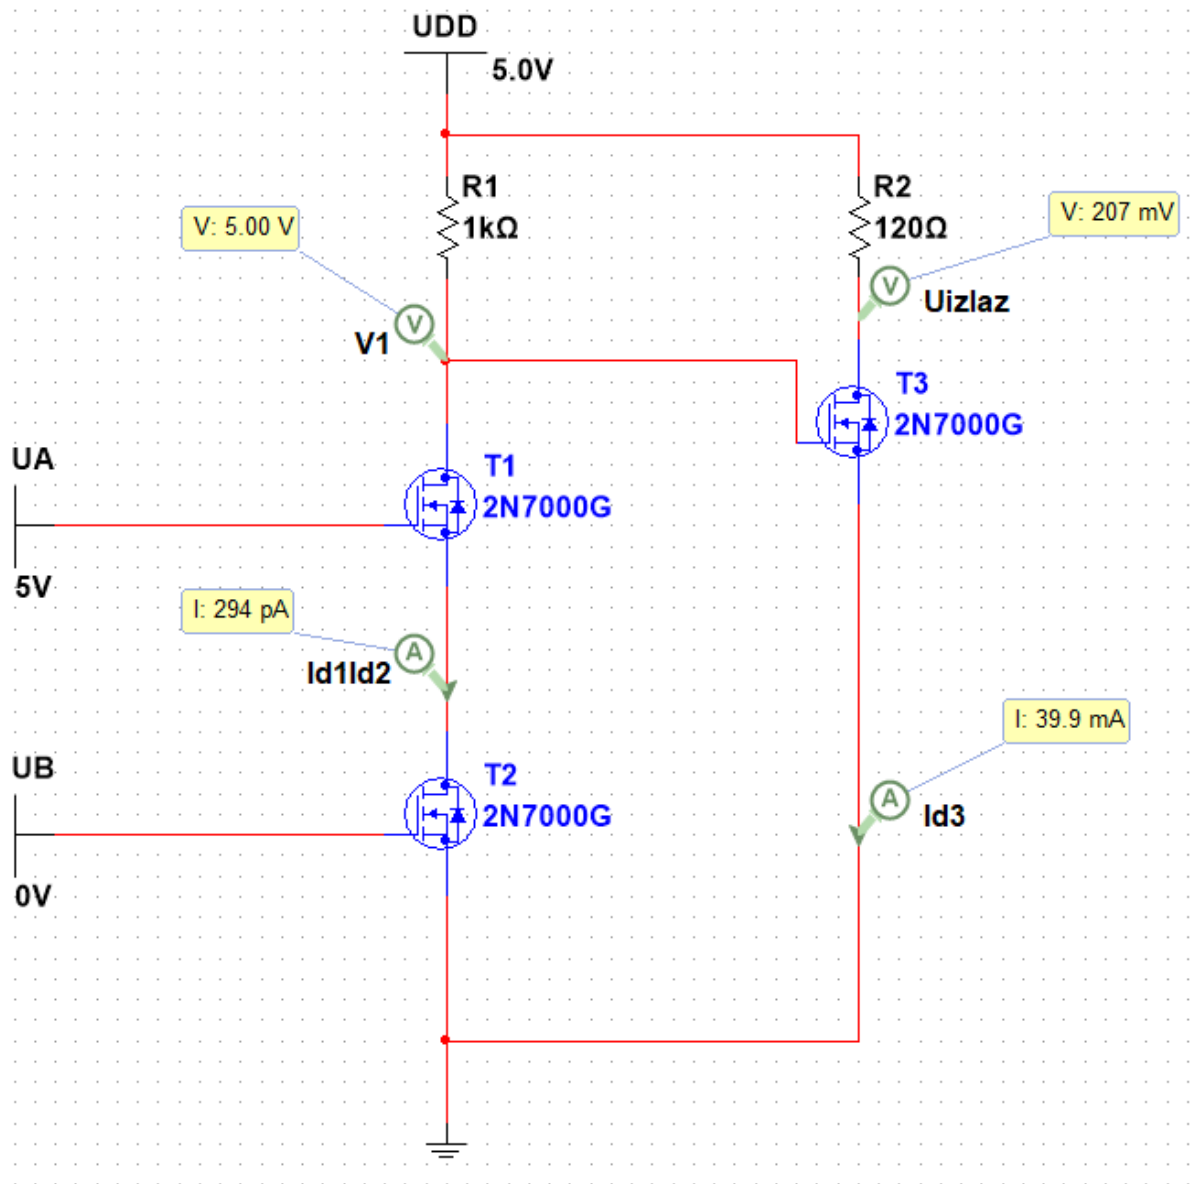 UDD
5.0V
R1
1kΩ
R2
120Ω
V: 5.00 V
V: 207 mV
V
Uizlaz
V
V1
T3
2N7000G
UA
T1
2N7000G
5V
I: 294 pA
A
Id1Id2
I: 39.9 mA
UB
T2
2N7000G
A
Id3
0V